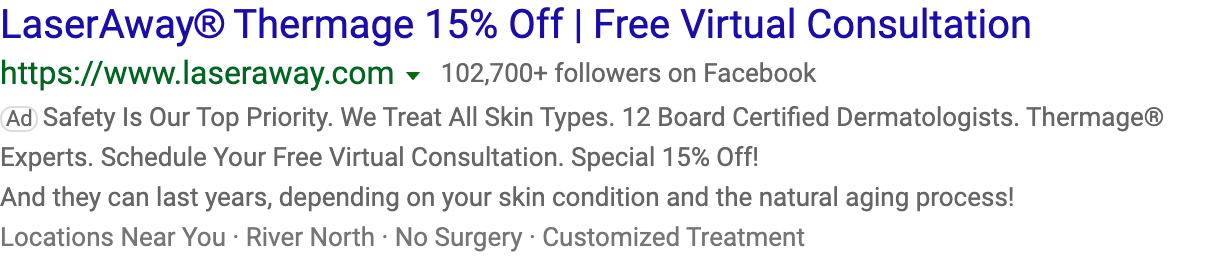 LaserAway® Thermage 15% Off | Free Virtual Consultation
https://www.laseraway.com 102,700+ followers on Facebook
Ad Safety Is Our Top Priority. We Treat All Skin Types. 12 Board Certified Dermatologists. Thermage®
Experts. Schedule Your Free Virtual Consultation. Special 15% Off!
And they can last years, depending on your skin condition and the natural aging process!
Locations Near You · River North · No Surgery · Customized Treatment